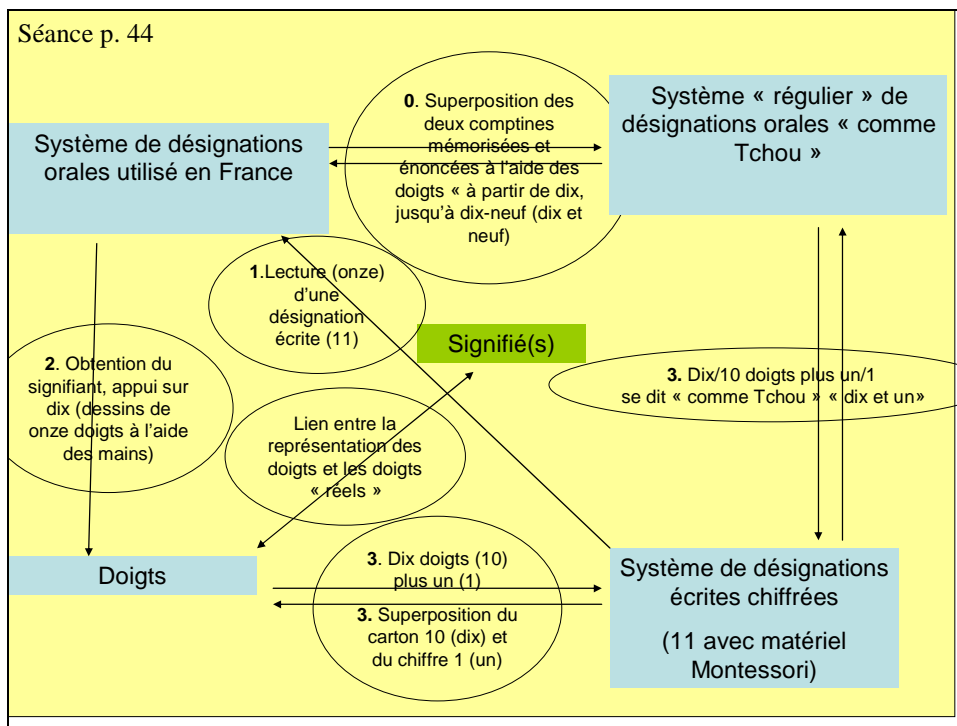 Séance p. 44
0. Superposition des
deux comptines
mémorisées et
énoncées à l'aide des
doigts « à partir de dix,
jusqu'à dix-neuf (dix et
neuf)
Système « régulier » de
désignations orales « comme
Tchou »
Système de désignations
orales utilisé en France
1.Lecture (onze)
d'une
désignation
écrite (11)
Signifié(s)
2. Obtention du
signifiant, appui sur
dix (dessins de
onze doigts à l'aide
des mains)
3. Dix/10 doigts plus un/1
se dit « comme Tchou » « dix et un»
Lien entre la
représentation des
doigts et les doigts
« réels »
Doigts
3. Dix doigts (10)
plus un (1)
3. Superposition du
carton 10 (dix) et
du chiffre 1 (un)
Système de désignations
écrites chiffrées
(11 avec matériel
Montessori)